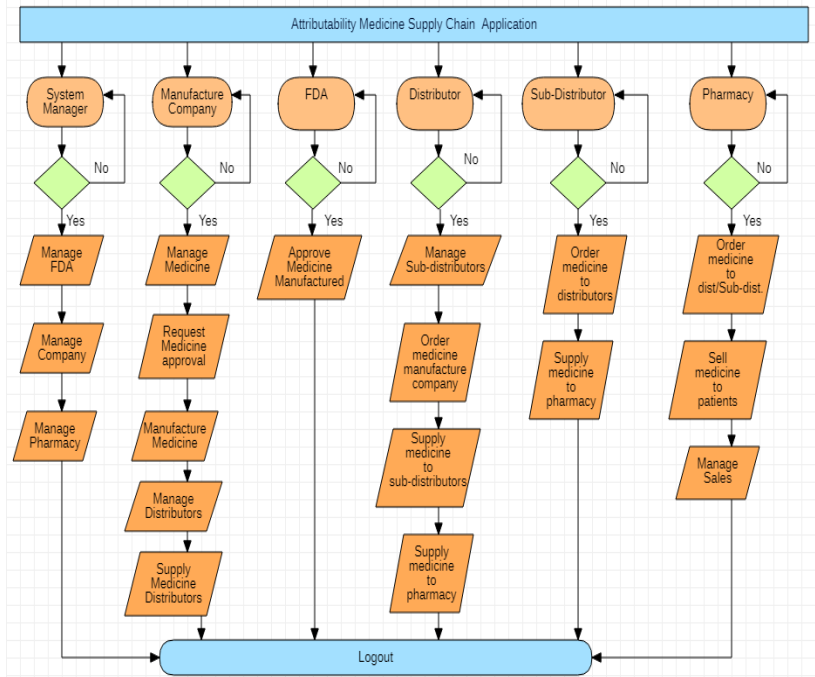 Attributability Medicine Supply Chain  Application
System
Manager
Manufacture
Company
FDA
Distributor
Sub-Distributor
Pharmacy
No
No
No
No
No
No
Yes
Yes
Yes
Yes
Yes
Yes
Manage
FDA
Manage
Company
Manage
Pharmacy
Manage
Medicine
Request
Medicine
approval
Manufacture
Medicine
Manage
Distributors
Supply
Medicine
Distributors
Approve
Medicine
Manufactured
Manage
Sub-distributors
Order
medicine
manufacture
company
Supply
medicine
to
sub-distributors
Supply
medicine
to
pharmacy
Order
medicine
to
distributors
Supply
medicine
to
pharmacy
Order
medicine
to
dist/Sub-dist.
Sell
medicine
to
patients
Manage
Sales
Logout